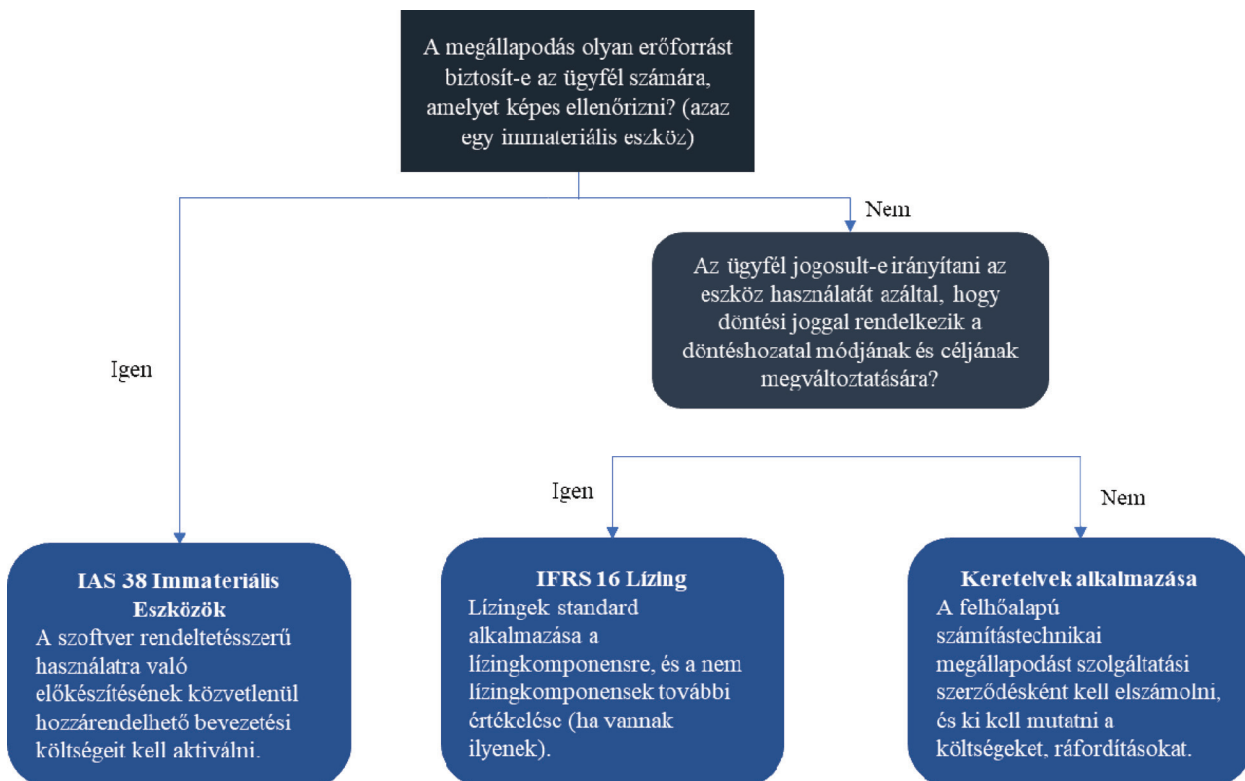 A megállapodás olyan erőforrást
biztosít-e az ügyfél számára,
amelyet képes ellenőrizni? (azaz
egy immateriális eszköz)
Nem
Az ügyfél jogosult-e irányítani az
eszköz használatát azáltal, hogy
döntési joggal rendelkezik a
döntéshozatal módjának és céljának
megváltoztatására?
Igen
Igen
Nem
IAS 38 Immateriális
Eszközök
A szoftver rendeltetésszerű
használatra való
előkészítésének közvetlenül
hozzárendelhető bevezetési
költségeit kell aktiválni.
IFRS 16 Lízing
Lízingek standard
alkalmazása a
lízingkomponensre, és a nem
lízingkomponensek további
értékelése (ha vannak
ilyenek).
Keretelvek alkalmazása
A felhőalapú
számítástechnikai
megállapodást szolgáltatási
szerződésként kell elszámolni,
és ki kell mutatni a
költségeket, ráfordításokat.